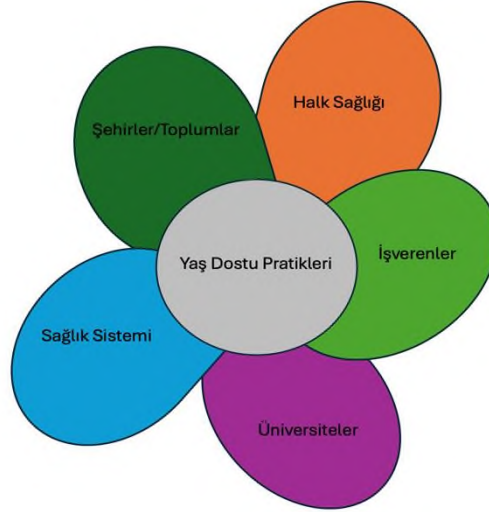 Halk Sağlığı
Şehirler/Toplumlar
İşverenler
Yaş Dostu Pratikleri
Sağlık Sistemi
Üniversiteler